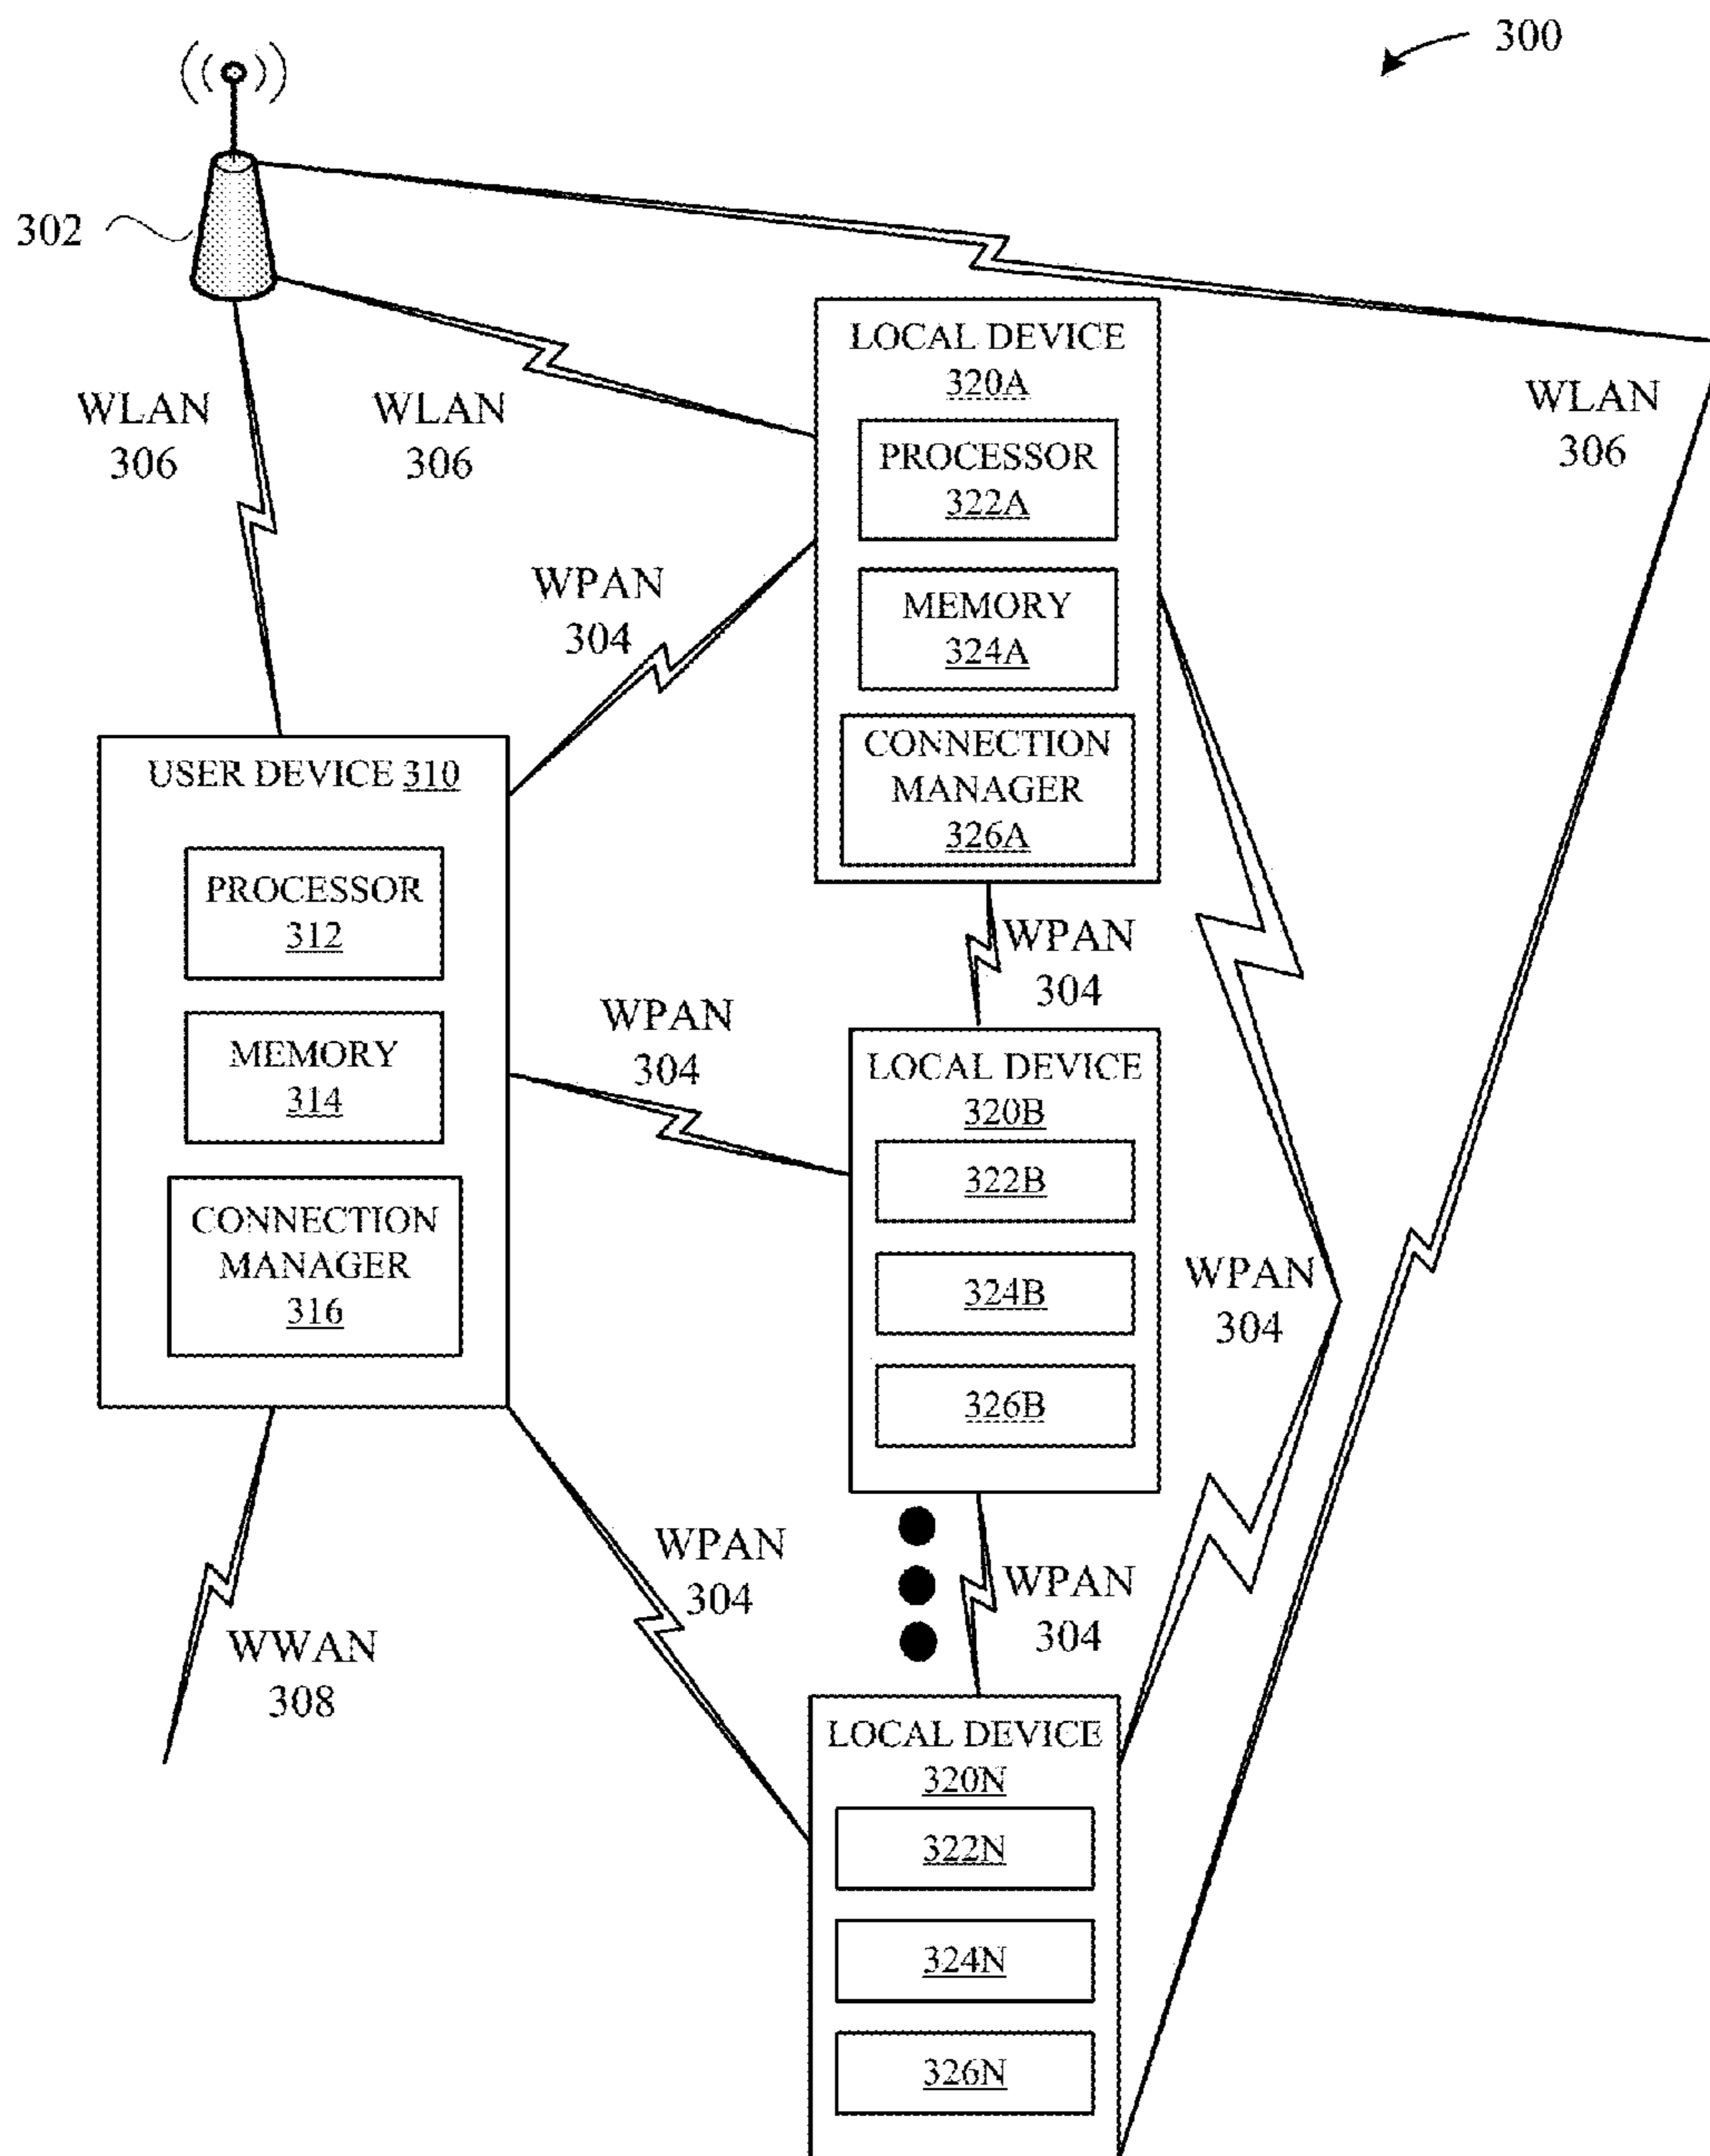 300
302
WLAN
306
WLAN
306
WLAN
306
LOCAL DEVICE
320A
PROCESSOR
322A
MEMORY
324A
CONNECTION
MANAGER
326A
WPAN
304
USER DEVICE 310
PROCESSOR
312
MEMORY
314
CONNECTION
MANAGER
316
WPAN
304
WPAN
304
LOCAL DEVICE
320B
322B
324B
326B
WPAN
304
WPAN
304
WPAN
304
WWAN
308
LOCAL DEVICE
320N
322N
324N
326N